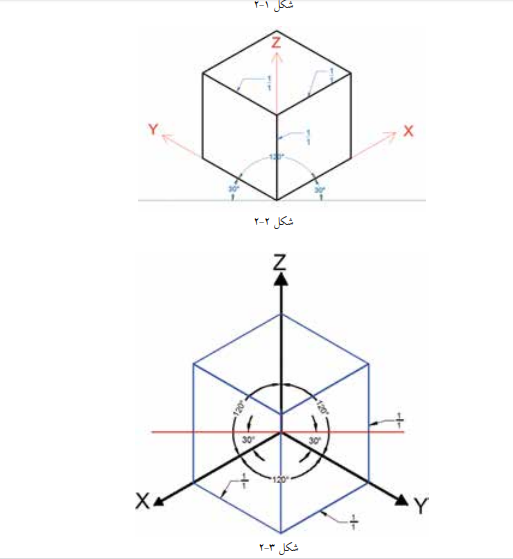 شکل ۲-۱
Z
1/1 1/1
Y 1/1 X
120°
30° 30°
شکل ۲-۲
Z
120° 120°
1/1
30° 30°
120°
X 1/1 Y
1/1
شکل ۲-۳